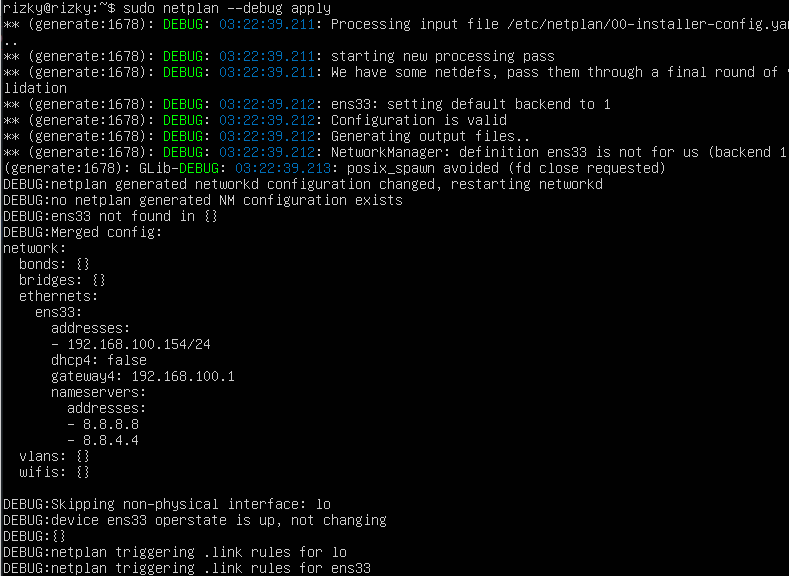 rizky@rizky:~$ sudo netplan --debug apply
** (generate:1678): DEBUG: 03:22:39.211: Processing input file /etc/netplan/00-installer-config.ya
..
** (generate:1678): DEBUG: 03:22:39.211: starting new processing pass
** (generate:1678): DEBUG: 03:22:39.211: We have some netdefs, pass them through a final round of
lidation
** (generate:1678): DEBUG: 03:22:39.212: ens33: setting default backend to 1
** (generate:1678): DEBUG: 03:22:39.212: Configuration is valid
** (generate:1678): DEBUG: 03:22:39.212: Generating output files..
** (generate:1678): DEBUG: 03:22:39.212: NetworkManager: definition ens33 is not for us (backend 1
(generate:1678): GLib-DEBUG: 03:22:39.213: posix_spawn avoided (fd close requested)
DEBUG:netplan generated networkd configuration changed, restarting networkd
DEBUG:no netplan generated NM configuration exists
DEBUG:ens33 not found in {}
DEBUG:Merged config:
network:
  bonds: {}
  bridges: {}
  ethernets:
    ens33:
      addresses:
      - 192.168.100.154/24
      dhcp4: false
      gateway4: 192.168.100.1
      nameservers:
        addresses:
        - 8.8.8.8
        - 8.8.4.4
  vlans: {}
  wifis: {}
DEBUG:Skipping non-physical interface: lo
DEBUG:device ens33 operstate is up, not changing
DEBUG:{}
DEBUG:netplan triggering .link rules for lo
DEBUG:netplan triggering .link rules for ens33